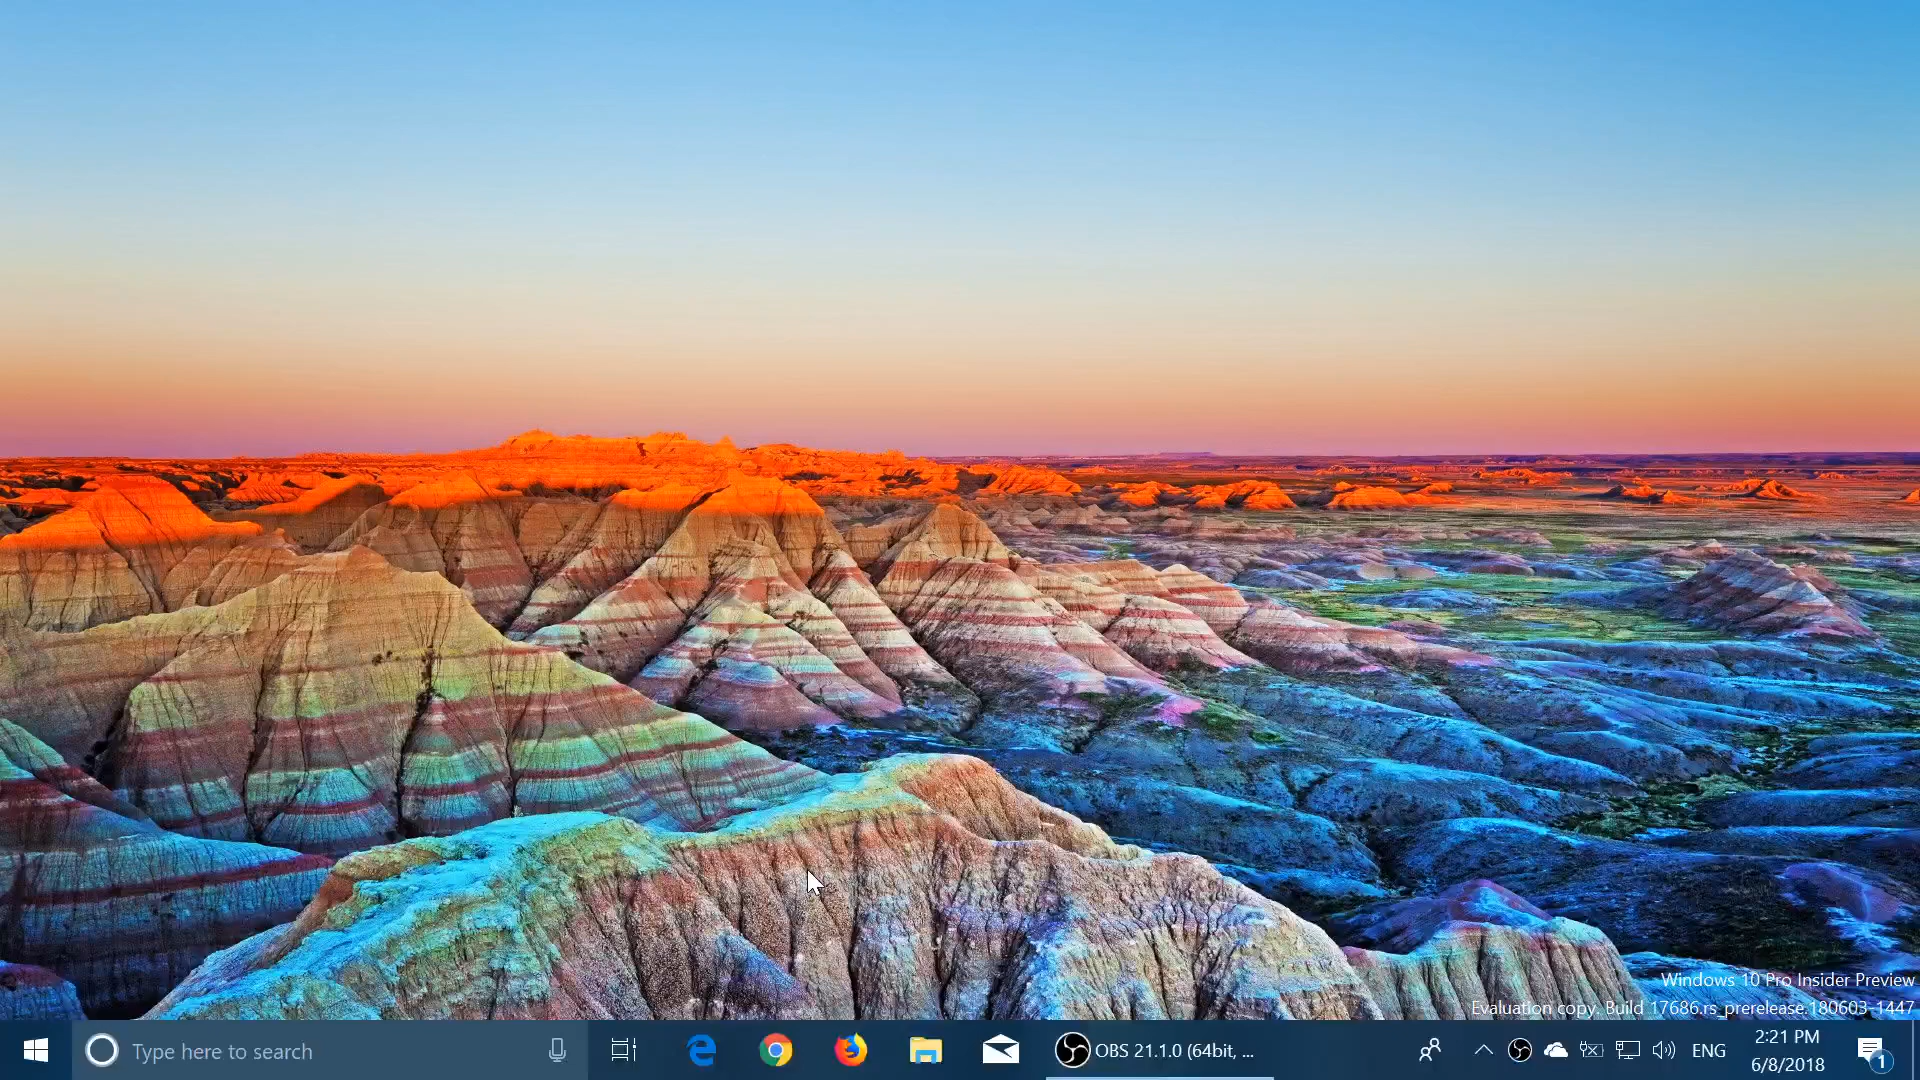 Windows 10 Pro Insider Preview
Evaluation copy. Build 17686.rs_prerelease.180603-1447
Type here to search
OBS 21.1.0 (64bit, ...
ENG
2:21 PM
6/8/2018
1